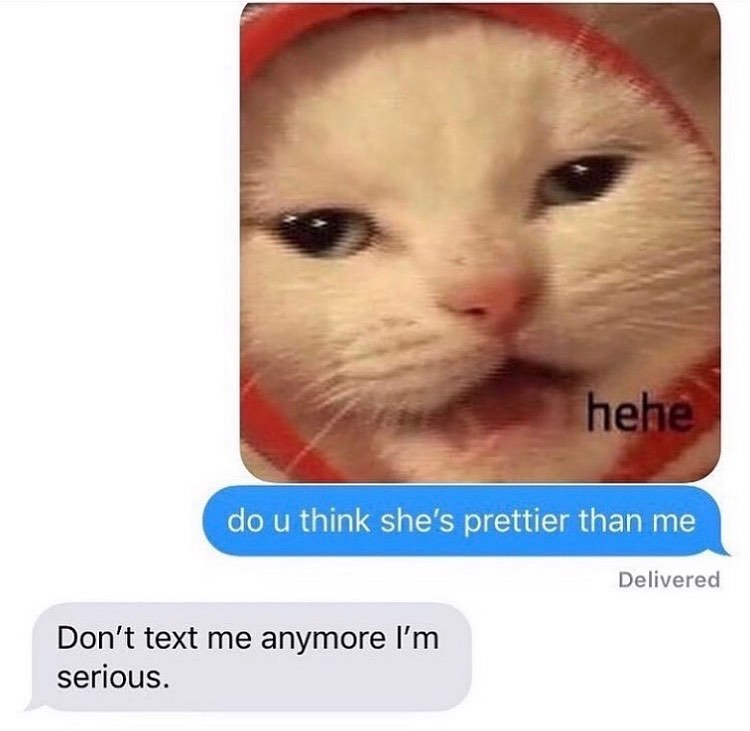 hehe
do u think she's prettier than me
Delivered
Don't text me anymore I'm
serious.